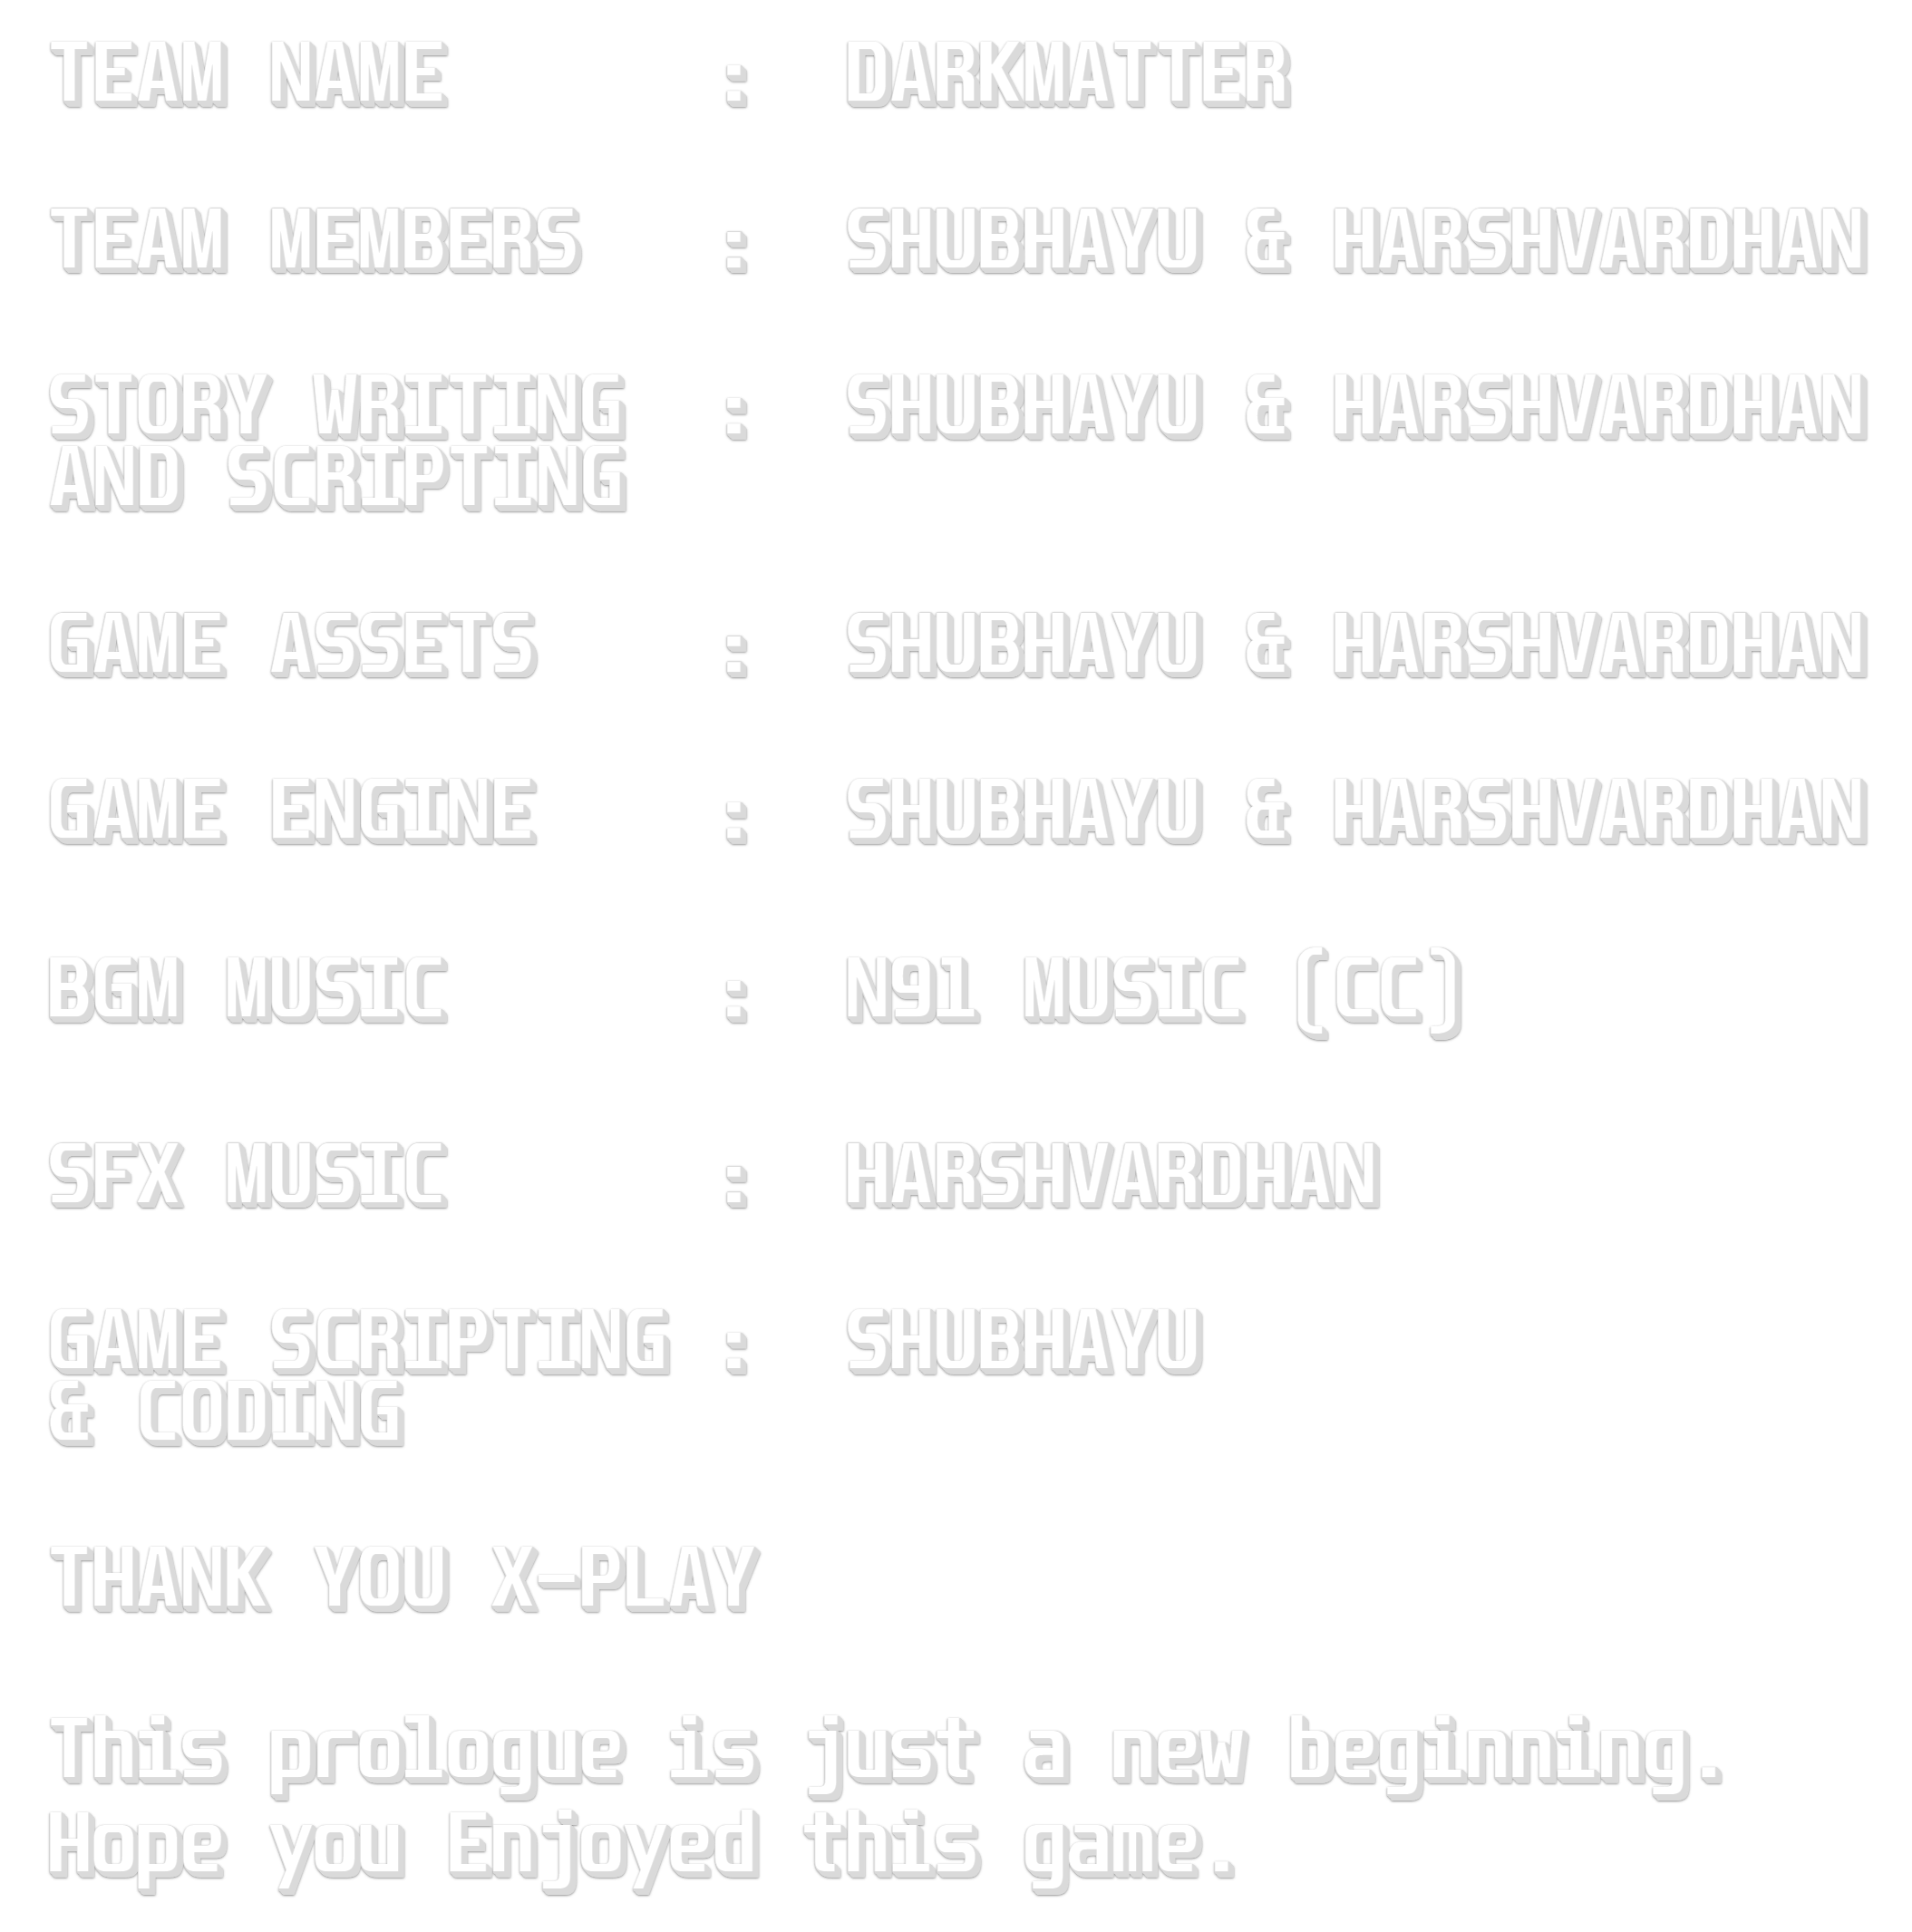 TEAM NAME : DARKMATTER
TEAM MEMBERS : SHUBHAYU & HARSHVARDHAN
STORY WRITING : SHUBHAYU & HARSHVARDHAN
AND SCRIPTING
GAME ASSETS : SHUBHAYU & HARSHVARDHAN
GAME ENGINE : SHUBHAYU & HARSHVARDHAN
BGM MUSIC : N91 MUSIC (CC)
SFX MUSIC : HARSHVARDHAN
GAME SCRIPTING : SHUBHAYU
& CODING
THANK YOU X-PLAY
This prologue is just a new beginning.
Hope you Enjoyed this game.